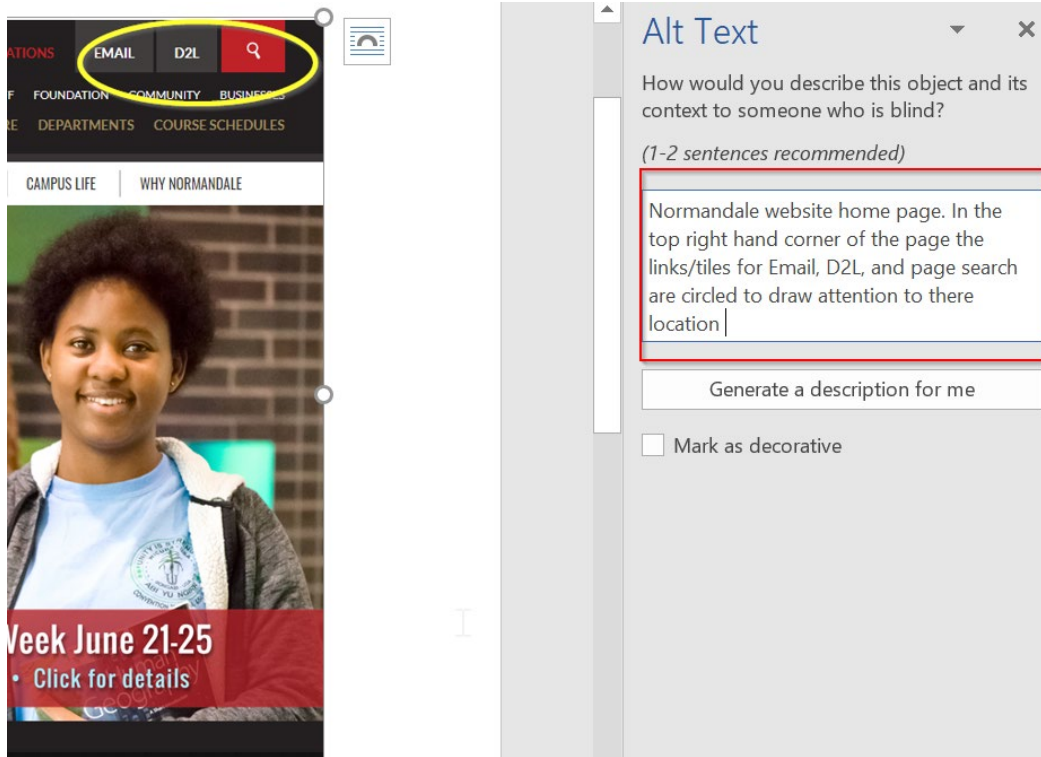 ATIONS EMAIL D2L
F FOUNDATION COMMUNITY BUSINESSES
RE DEPARTMENTS COURSE SCHEDULES
CAMPUS LIFE WHY NORMANDALE
Week June 21-25
• Click for details
Geography
Alt Text
How would you describe this object and its
context to someone who is blind?
(1-2 sentences recommended)
Normandale website home page. In the
top right hand corner of the page the
links/tiles for Email, D2L, and page search
are circled to draw attention to there
location
Generate a description for me
Mark as decorative